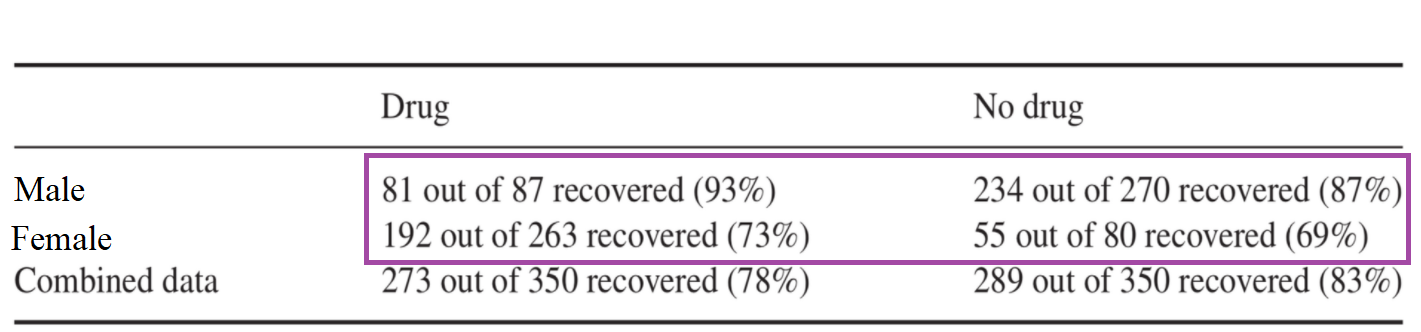 Drug No drug
Male 81 out of 87 recovered (93%) 234 out of 270 recovered (87%)
Female 192 out of 263 recovered (73%) 55 out of 80 recovered (69%)
Combined data 273 out of 350 recovered (78%) 289 out of 350 recovered (83%)